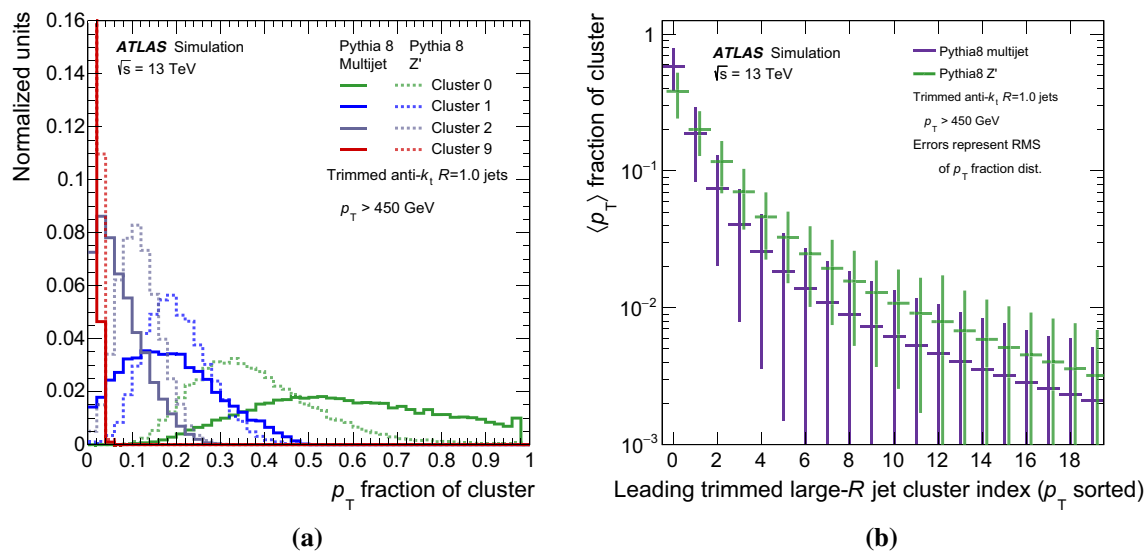 Normalized units
0.16
0.14
0.12
0.1
0.08
0.06
0.04
0.02
0
ATLAS Simulation
√s = 13 TeV
Pythia 8 Pythia 8
Multijet Z'
Cluster 0
Cluster 1
Cluster 2
Cluster 9
Trimmed anti-kt R=1.0 jets
pT > 450 GeV
0 0.1 0.2 0.3 0.4 0.5 0.6 0.7 0.8 0.9 1
pT fraction of cluster
(a)
⟨pT⟩ fraction of cluster
1
10⁻¹
10⁻²
10⁻³
ATLAS Simulation
√s = 13 TeV
Pythia8 multijet
Pythia8 Z'
Trimmed anti-kt R=1.0 jets
pT > 450 GeV
Errors represent RMS
of pT fraction dist.
0 2 4 6 8 10 12 14 16 18
Leading trimmed large-R jet cluster index (pT sorted)
(b)